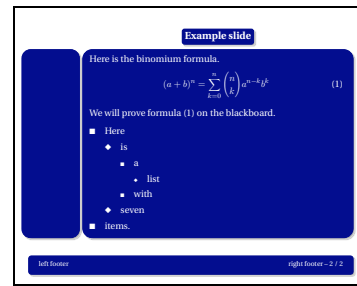 Example slide
Here is the binomium formula.
(a + b)^n = \sum_{k=0}^{n} \binom{n}{k} a^{n-k} b^k (1)
We will prove formula (1) on the blackboard.
■ Here
◆ is
■ a
◆ list
■ with
◆ seven
■ items.
left footer right footer – 2 / 2